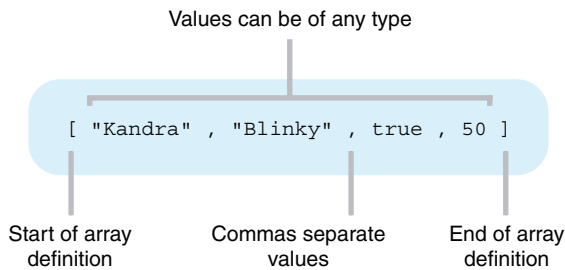 Values can be of any type
[ "Kandra" , "Blinky" , true , 50 ]
Start of array
definition
Commas separate
values
End of array
definition